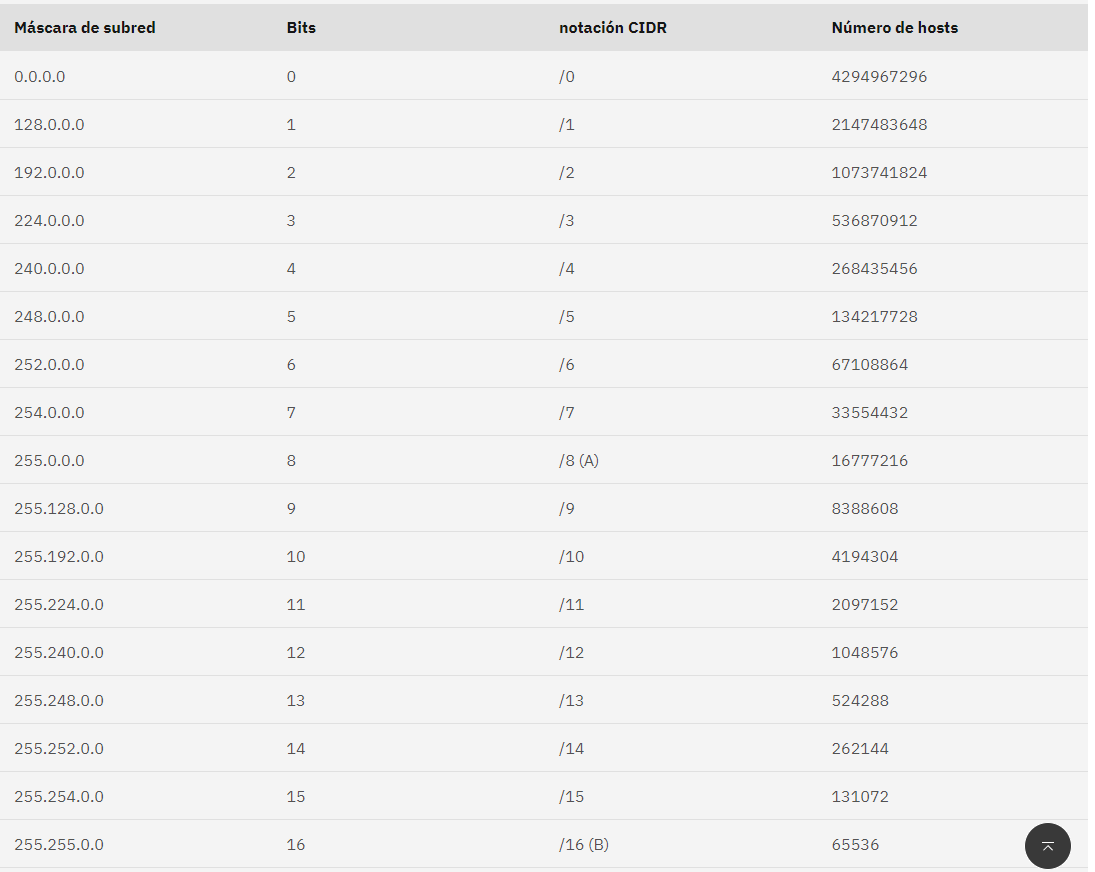 Máscara de subred Bits notación CIDR Número de hosts
0.0.0.0 0 /0 4294967296
128.0.0.0 1 /1 2147483648
192.0.0.0 2 /2 1073741824
224.0.0.0 3 /3 536870912
240.0.0.0 4 /4 268435456
248.0.0.0 5 /5 134217728
252.0.0.0 6 /6 67108864
254.0.0.0 7 /7 33554432
255.0.0.0 8 /8 (A) 16777216
255.128.0.0 9 /9 8388608
255.192.0.0 10 /10 4194304
255.224.0.0 11 /11 2097152
255.240.0.0 12 /12 1048576
255.248.0.0 13 /13 524288
255.252.0.0 14 /14 262144
255.254.0.0 15 /15 131072
255.255.0.0 16 /16 (B) 65536